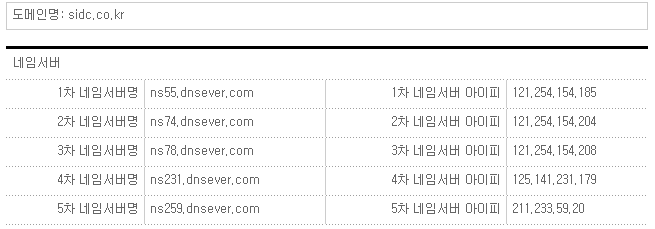 도메인명: sidc.co.kr
네임서버
1차 네임서버명 ns55.dnsever.com 1차 네임서버 아이피 121.254.154.185
2차 네임서버명 ns74.dnsever.com 2차 네임서버 아이피 121.254.154.204
3차 네임서버명 ns78.dnsever.com 3차 네임서버 아이피 121.254.154.208
4차 네임서버명 ns231.dnsever.com 4차 네임서버 아이피 125.141.231.179
5차 네임서버명 ns259.dnsever.com 5차 네임서버 아이피 211.233.59.20